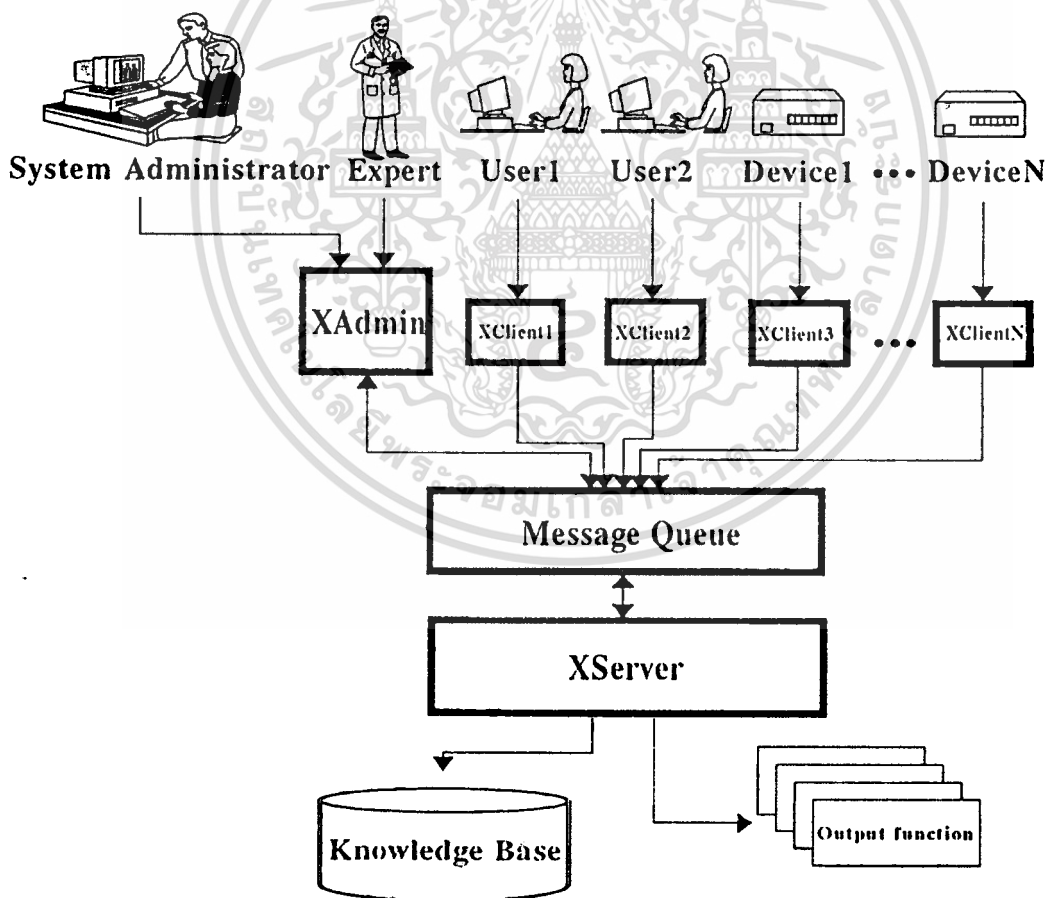 System Administrator Expert User1 User2 Device1 ••• DeviceN
XAdmin XClient1 XClient2 XClient3 ••• XClientN
Message Queue
XServer
Knowledge Base
Output function